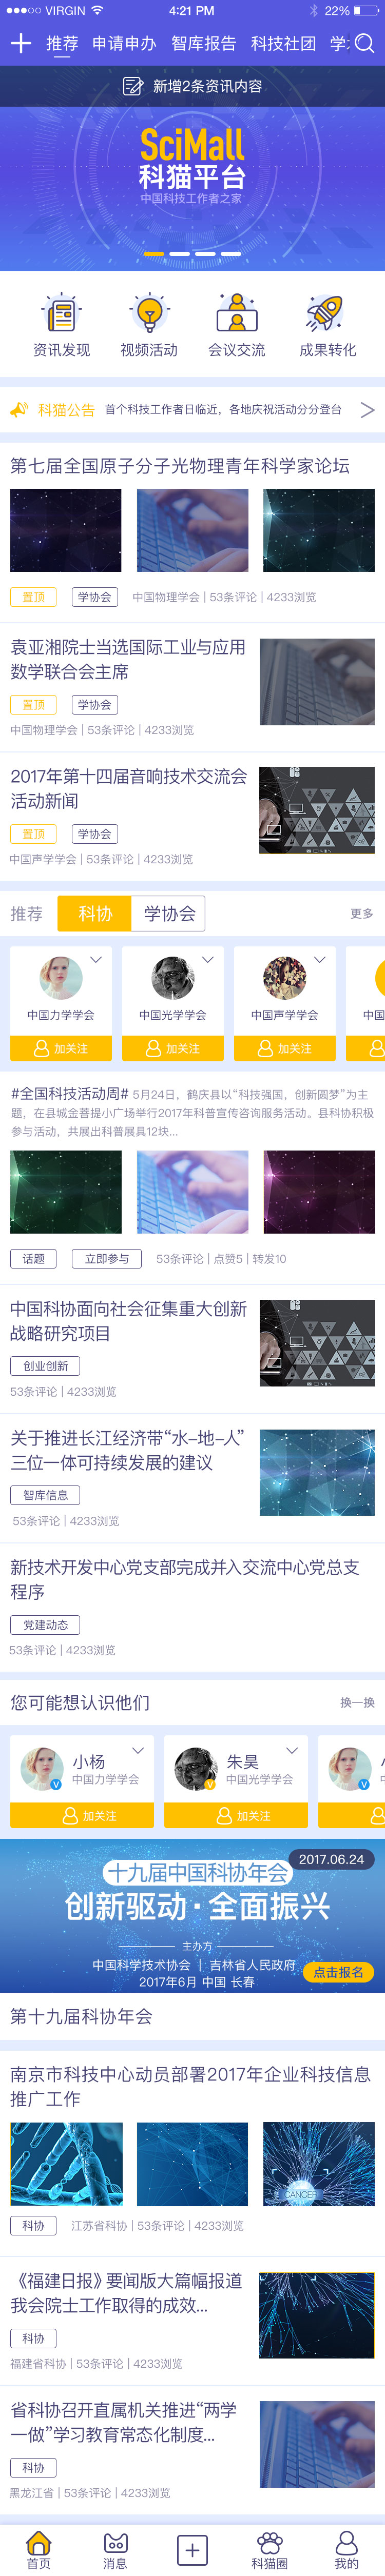 VIRGIN 4:21 PM 22%
推荐 申请申办 智库报告 科技社团
新增2条资讯内容
SciMall
科猫平台
中国科技工作者之家
资讯发现 视频活动 会议交流 成果转化
科猫公告 首个科技工作者日临近，各地庆祝活动分分登台
第七届全国原子分子光物理青年科学家论坛
置顶 学协会 中国物理学会 | 53条评论 | 4233浏览
袁亚湘院士当选国际工业与应用
数学联合会主席
置顶 学协会
中国物理学会 | 53条评论 | 4233浏览
2017年第十四届音响技术交流会
活动新闻
置顶 学协会
中国声学学会 | 53条评论 | 4233浏览
推荐 科协 学协会 更多
中国力学学会 中国光学学会 中国声学学会 中国
加关注 加关注 加关注
#全国科技活动周# 5月24日，鹤庆县以“科技强国，创新圆梦”为主
题，在县城金菩提小广场举行2017年科普宣传咨询服务活动。县科协积极
参与活动，共展出科普展具12块...
话题 立即参与 53条评论 | 点赞5 | 转发10
中国科协面向社会征集重大创新
战略研究项目
创业创新
53条评论 | 4233浏览
关于推进长江经济带“水-地-人”
三位一体可持续发展的建议
智库信息
53条评论 | 4233浏览
新技术开发中心党支部完成并入交流中心党总支
程序
党建动态
53条评论 | 4233浏览
您可能想认识他们 换一换
小杨 朱昊
中国力学学会 中国光学学会
加关注 加关注
2017.06.24
十九届中国科协年会
创新驱动·全面振兴
主办方
中国科学技术协会 | 吉林省人民政府
2017年6月 中国 长春
点击报名
第十九届科协年会
南京市科技中心动员部署2017年企业科技信息
推广工作
CANCER
科协 江苏省科协 | 53条评论 | 4233浏览
《福建日报》要闻版大篇幅报道
我会院士工作取得的成效...
科协
福建省科协 | 53条评论 | 4233浏览
省科协召开直属机关推进“两学
一做”学习教育常态化制度...
科协
黑龙江省 | 53条评论 | 4233浏览
首页 消息 科猫圈 我的